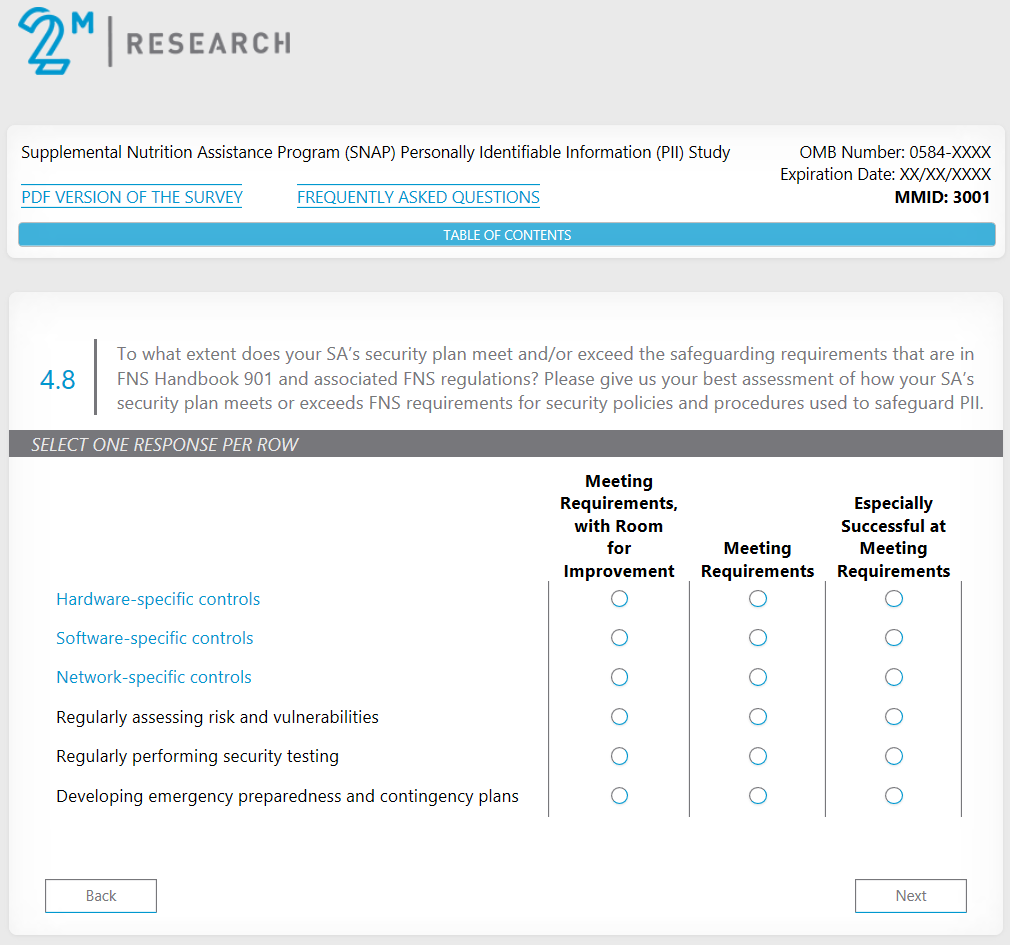 2M | RESEARCH
Supplemental Nutrition Assistance Program (SNAP) Personally Identifiable Information (PII) Study
OMB Number: 0584-XXXX
Expiration Date: XX/XX/XXXX
PDF VERSION OF THE SURVEY
FREQUENTLY ASKED QUESTIONS
MMID: 3001
TABLE OF CONTENTS
4.8
To what extent does your SA’s security plan meet and/or exceed the safeguarding requirements that are in
FNS Handbook 901 and associated FNS regulations? Please give us your best assessment of how your SA’s
security plan meets or exceeds FNS requirements for security policies and procedures used to safeguard PII.
SELECT ONE RESPONSE PER ROW
Meeting
Requirements,
with Room
for
Improvement
Meeting
Requirements
Especially
Successful at
Meeting
Requirements
Hardware-specific controls
Software-specific controls
Network-specific controls
Regularly assessing risk and vulnerabilities
Regularly performing security testing
Developing emergency preparedness and contingency plans
Back
Next